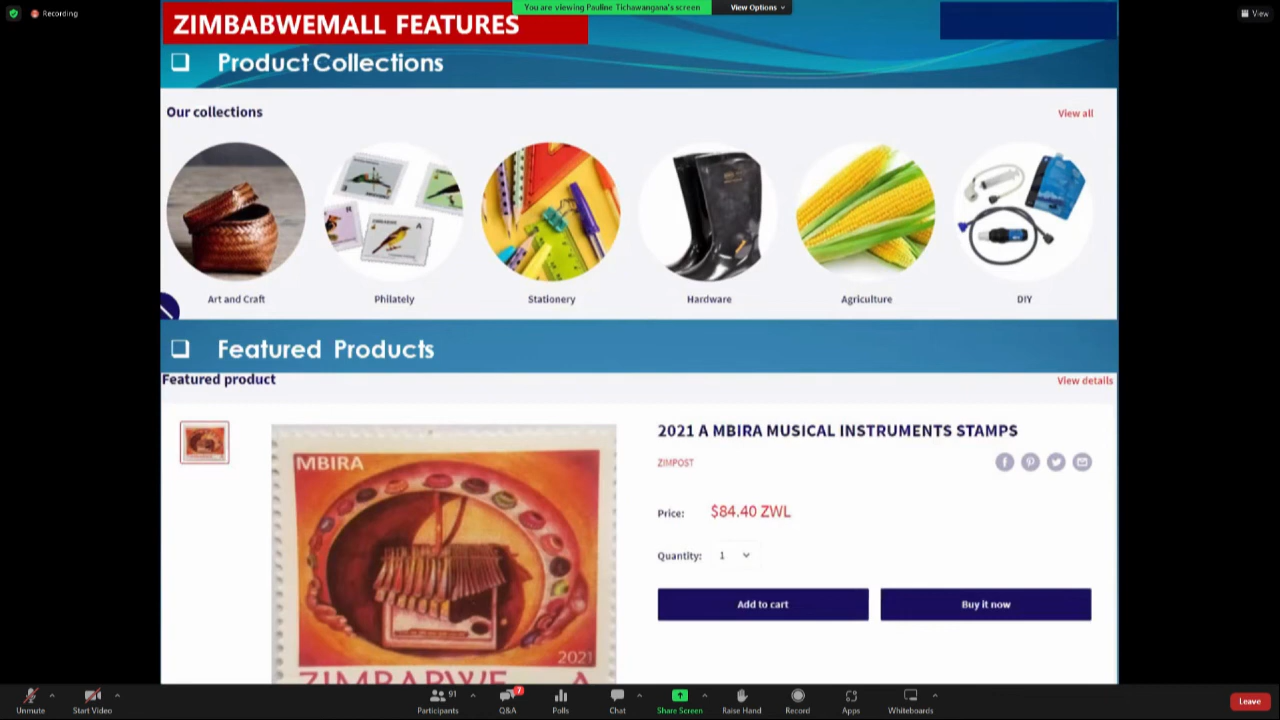 Recording
You are viewing Pauline Tichawangana's screen
View Options
View
ZIMBABWEMALL FEATURES
Product Collections
Our collections
View all
Art and Craft
Philately
Stationery
Hardware
Agriculture
DIY
Featured Products
Featured product
View details
MBIRA
2021
ZIMBABWE A
2021 A MBIRA MUSICAL INSTRUMENTS STAMPS
ZIMPOST
Price: $84.40 ZWL
Quantity: 1
Add to cart
Buy it now
Unmute
Start Video
Participants 91
Q&A 7
Polls
Chat
Share Screen
Raise Hand
Record
Apps
Whiteboards
Leave